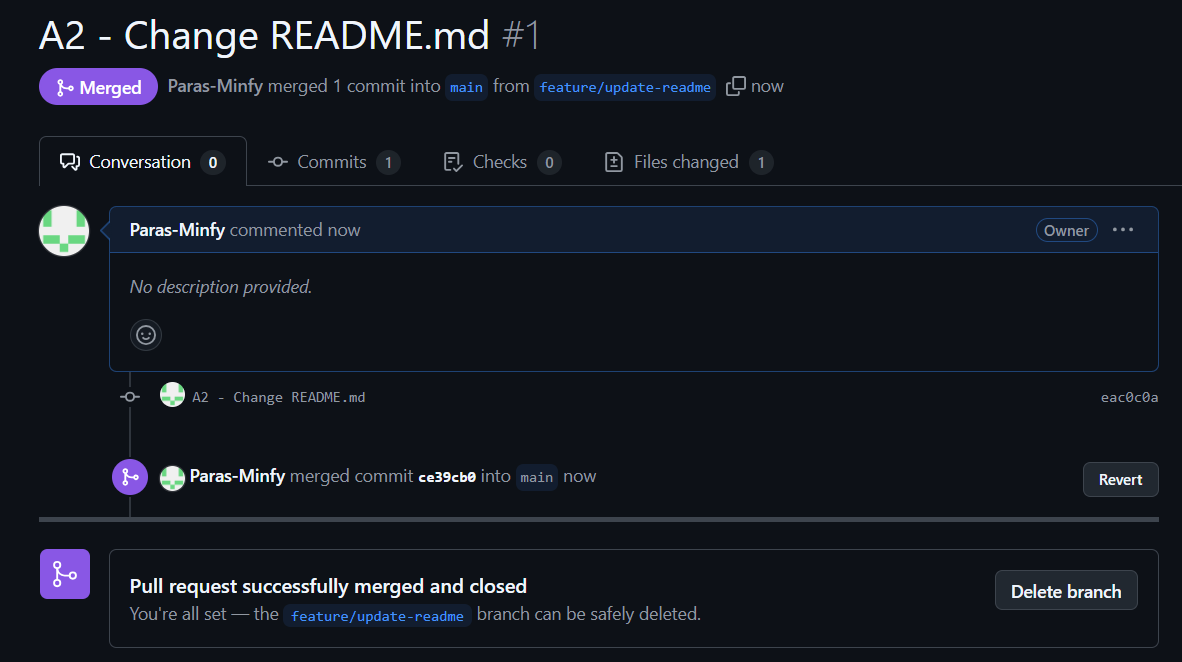 A2 - Change README.md #1
Merged Paras-Minfy merged 1 commit into main from feature/update-readme now
Conversation 0 Commits 1 Checks 0 Files changed 1
Paras-Minfy commented now Owner
No description provided.
A2 - Change README.md eac0c0a
Paras-Minfy merged commit ce39cb0 into main now Revert
Pull request successfully merged and closed
You're all set — the feature/update-readme branch can be safely deleted.
Delete branch